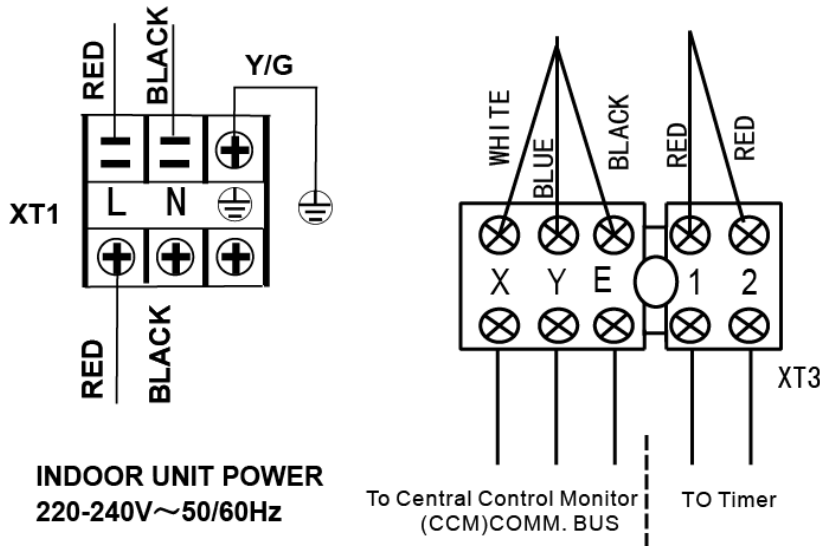 RED
BLACK
Y/G
XT1
L N
RED
BLACK
INDOOR UNIT POWER
220-240V～50/60Hz
WHITE
BLUE
BLACK
RED
RED
X Y E 1 2
XT3
To Central Control Monitor
(CCM)COMM. BUS
TO Timer